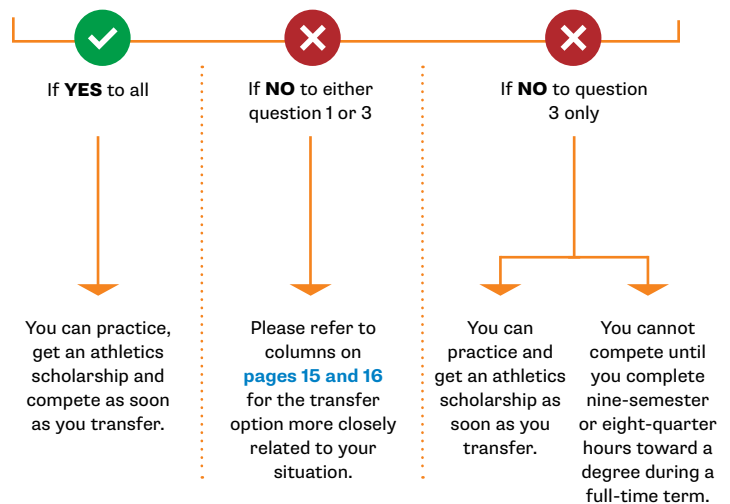 If YES to all
If NO to either
question 1 or 3
If NO to question
3 only
You can practice,
get an athletics
scholarship and
compete as soon
as you transfer.
Please refer to
columns on
pages 15 and 16
for the transfer
option more closely
related to your
situation.
You can
practice and
get an athletics
scholarship as
soon as you
transfer.
You cannot
compete until
you complete
nine-semester
or eight-quarter
hours toward a
degree during a
full-time term.